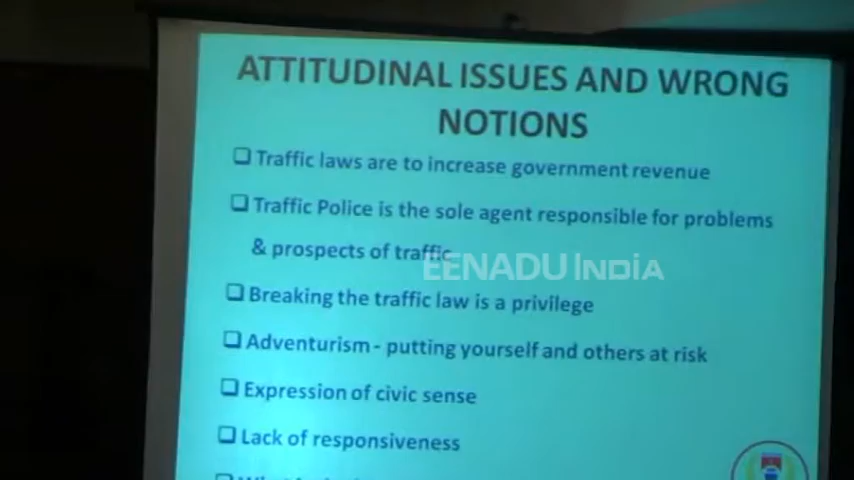 ATTITUDINAL ISSUES AND WRONG
NOTIONS
❑ Traffic laws are to increase government revenue
❑ Traffic Police is the sole agent responsible for problems
& prospects of traffic
EENADU INDIA
❑ Breaking the traffic law is a privilege
❑ Adventurism - putting yourself and others at risk
❑ Expression of civic sense
❑ Lack of responsiveness